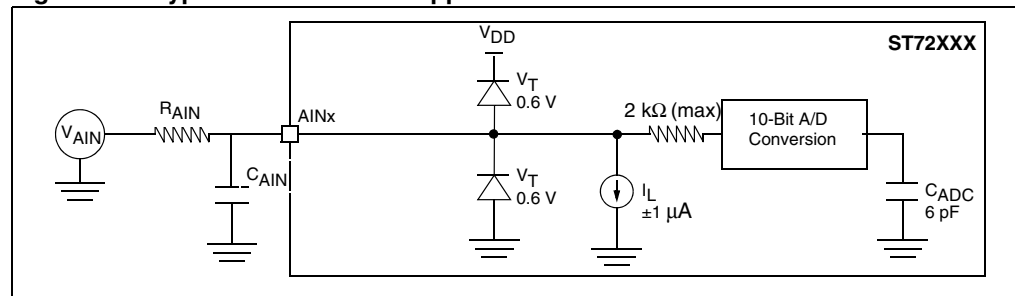 V_DD
ST72XXX
V_T
0.6 V
R_AIN
AINx
2 kΩ (max)
10-Bit A/D
Conversion
V_AIN
C_AIN
V_T
0.6 V
I_L
±1 μA
C_ADC
6 pF